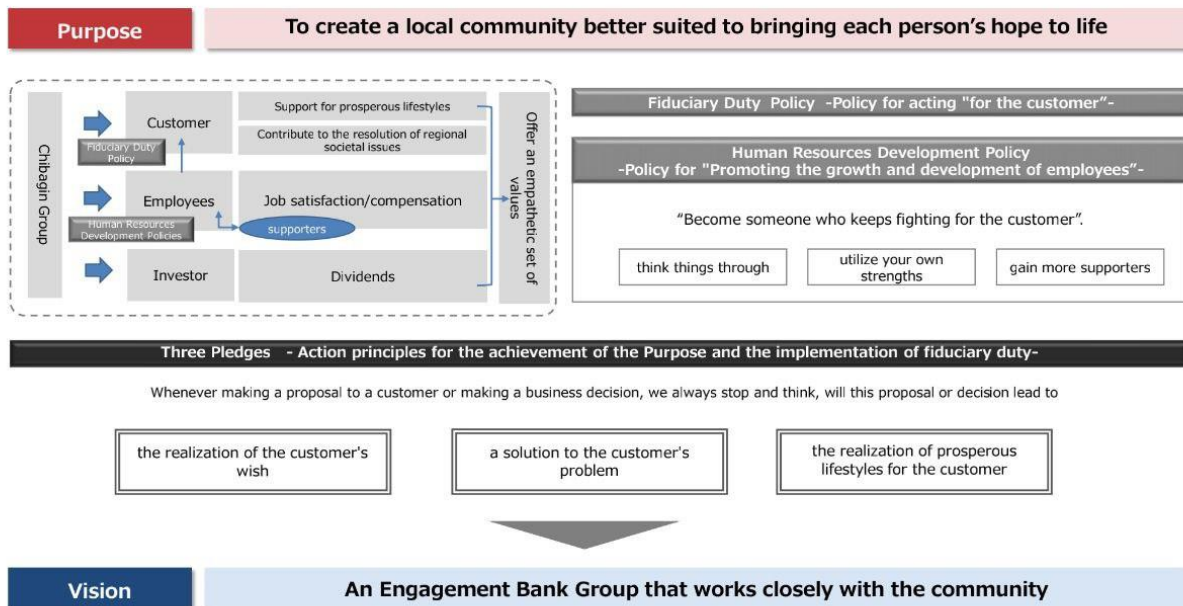 Purpose
To create a local community better suited to bringing each person's hope to life
Chibagin Group
Customer
Fiduciary Duty
Policy
Employees
Human Resources
Development Policies
Investor
Support for prosperous lifestyles
Contribute to the resolution of regional
societal issues
Job satisfaction/compensation
supporters
Dividends
Offer an empathetic set of
values
Fiduciary Duty Policy -Policy for acting "for the customer"-
Human Resources Development Policy
-Policy for "Promoting the growth and development of employees"-
"Become someone who keeps fighting for the customer".
think things through
utilize your own
strengths
gain more supporters
Three Pledges - Action principles for the achievement of the Purpose and the implementation of fiduciary duty-
Whenever making a proposal to a customer or making a business decision, we always stop and think, will this proposal or decision lead to
the realization of the customer's
wish
a solution to the customer's
problem
the realization of prosperous
lifestyles for the customer
Vision
An Engagement Bank Group that works closely with the community